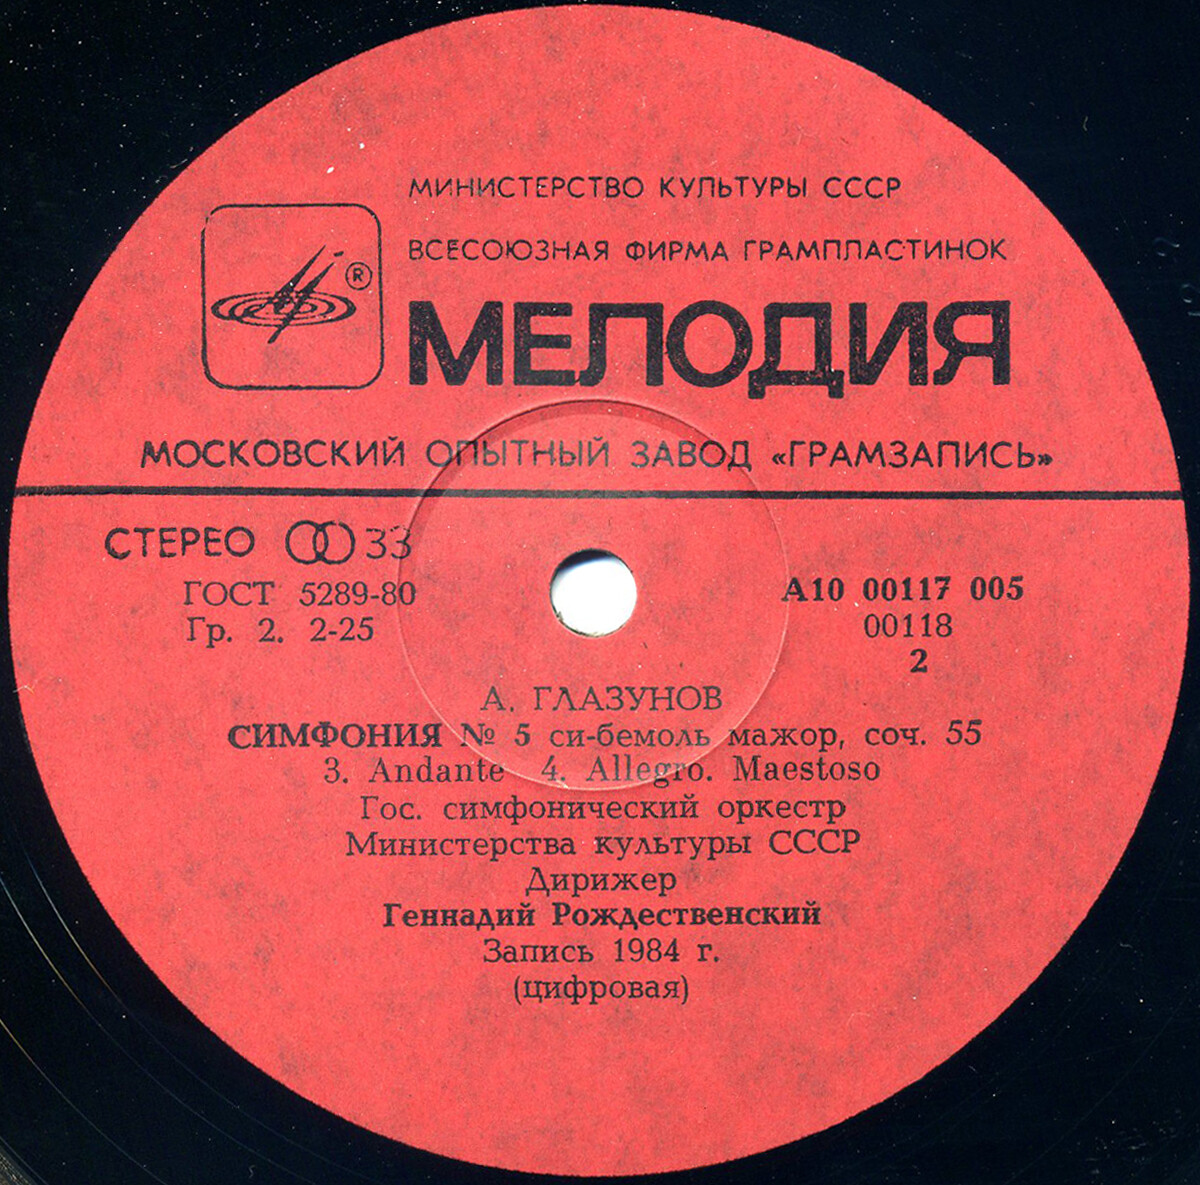 МИНИСТЕРСТВО КУЛЬТУРЫ СССР
ВСЕСОЮЗНАЯ ФИРМА ГРАМПЛАСТИНОК
®
МЕЛОДИЯ
МОСКОВСКИЙ ОПЫТНЫЙ ЗАВОД «ГРАМЗАПИСЬ»
СТЕРЕО 33
ГОСТ 5289-80
Гр. 2. 2-25
А10 00117 005
00118
2
А. ГЛАЗУНОВ
СИМФОНИЯ № 5 си-бемоль мажор, соч. 55
3. Andante 4. Allegro. Maestoso
Гос. симфонический оркестр
Министерства культуры СССР
Дирижер
Геннадий Рождественский
Запись 1984 г.
(цифровая)